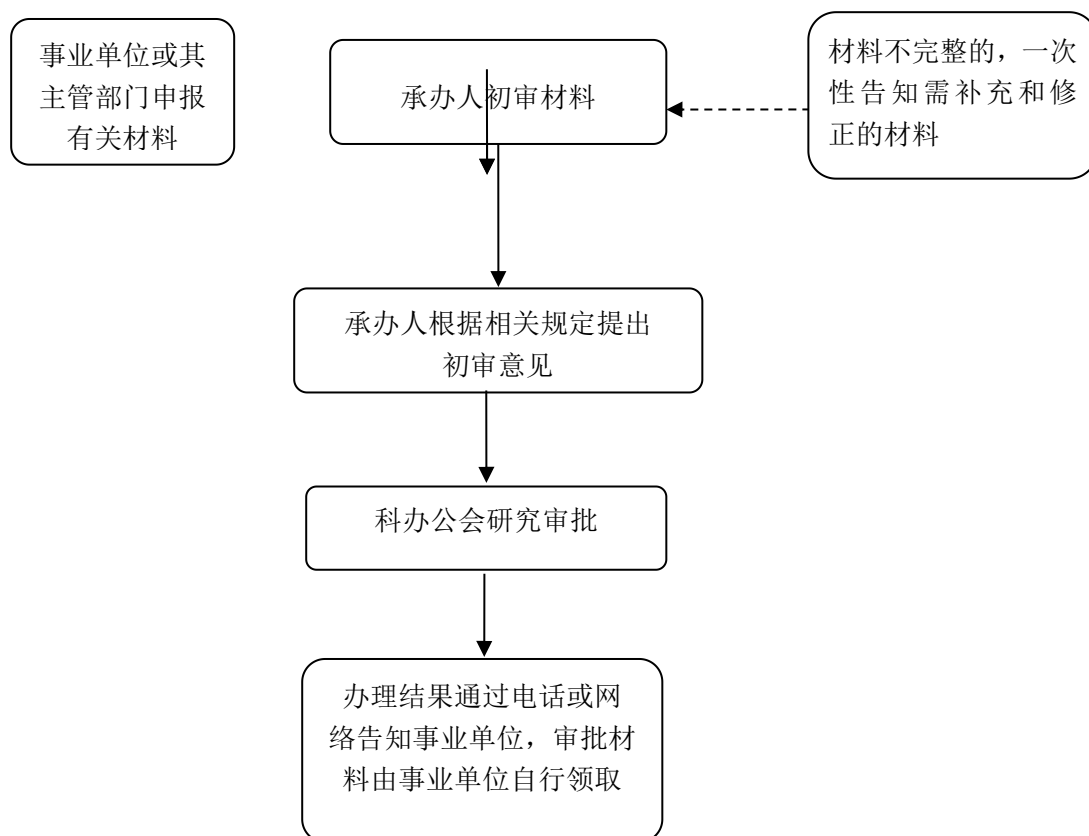 事业单位或其
主管部门申报
有关材料
承办人初审材料
材料不完整的，一次
性告知需补充和修
正的材料
承办人根据相关规定提出
初审意见
科办公会研究审批
办理结果通过电话或网
络告知事业单位，审批材
料由事业单位自行领取